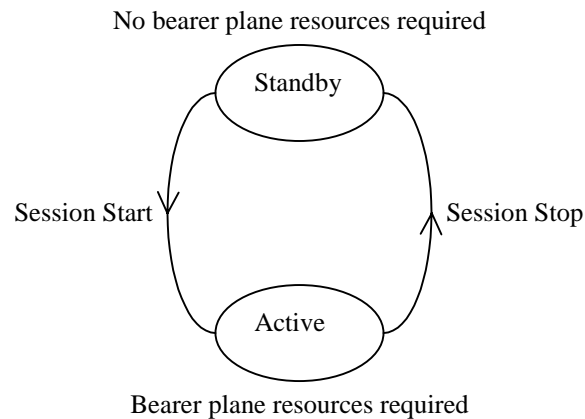 No bearer plane resources required
Standby
Session Start
Session Stop
Active
Bearer plane resources required